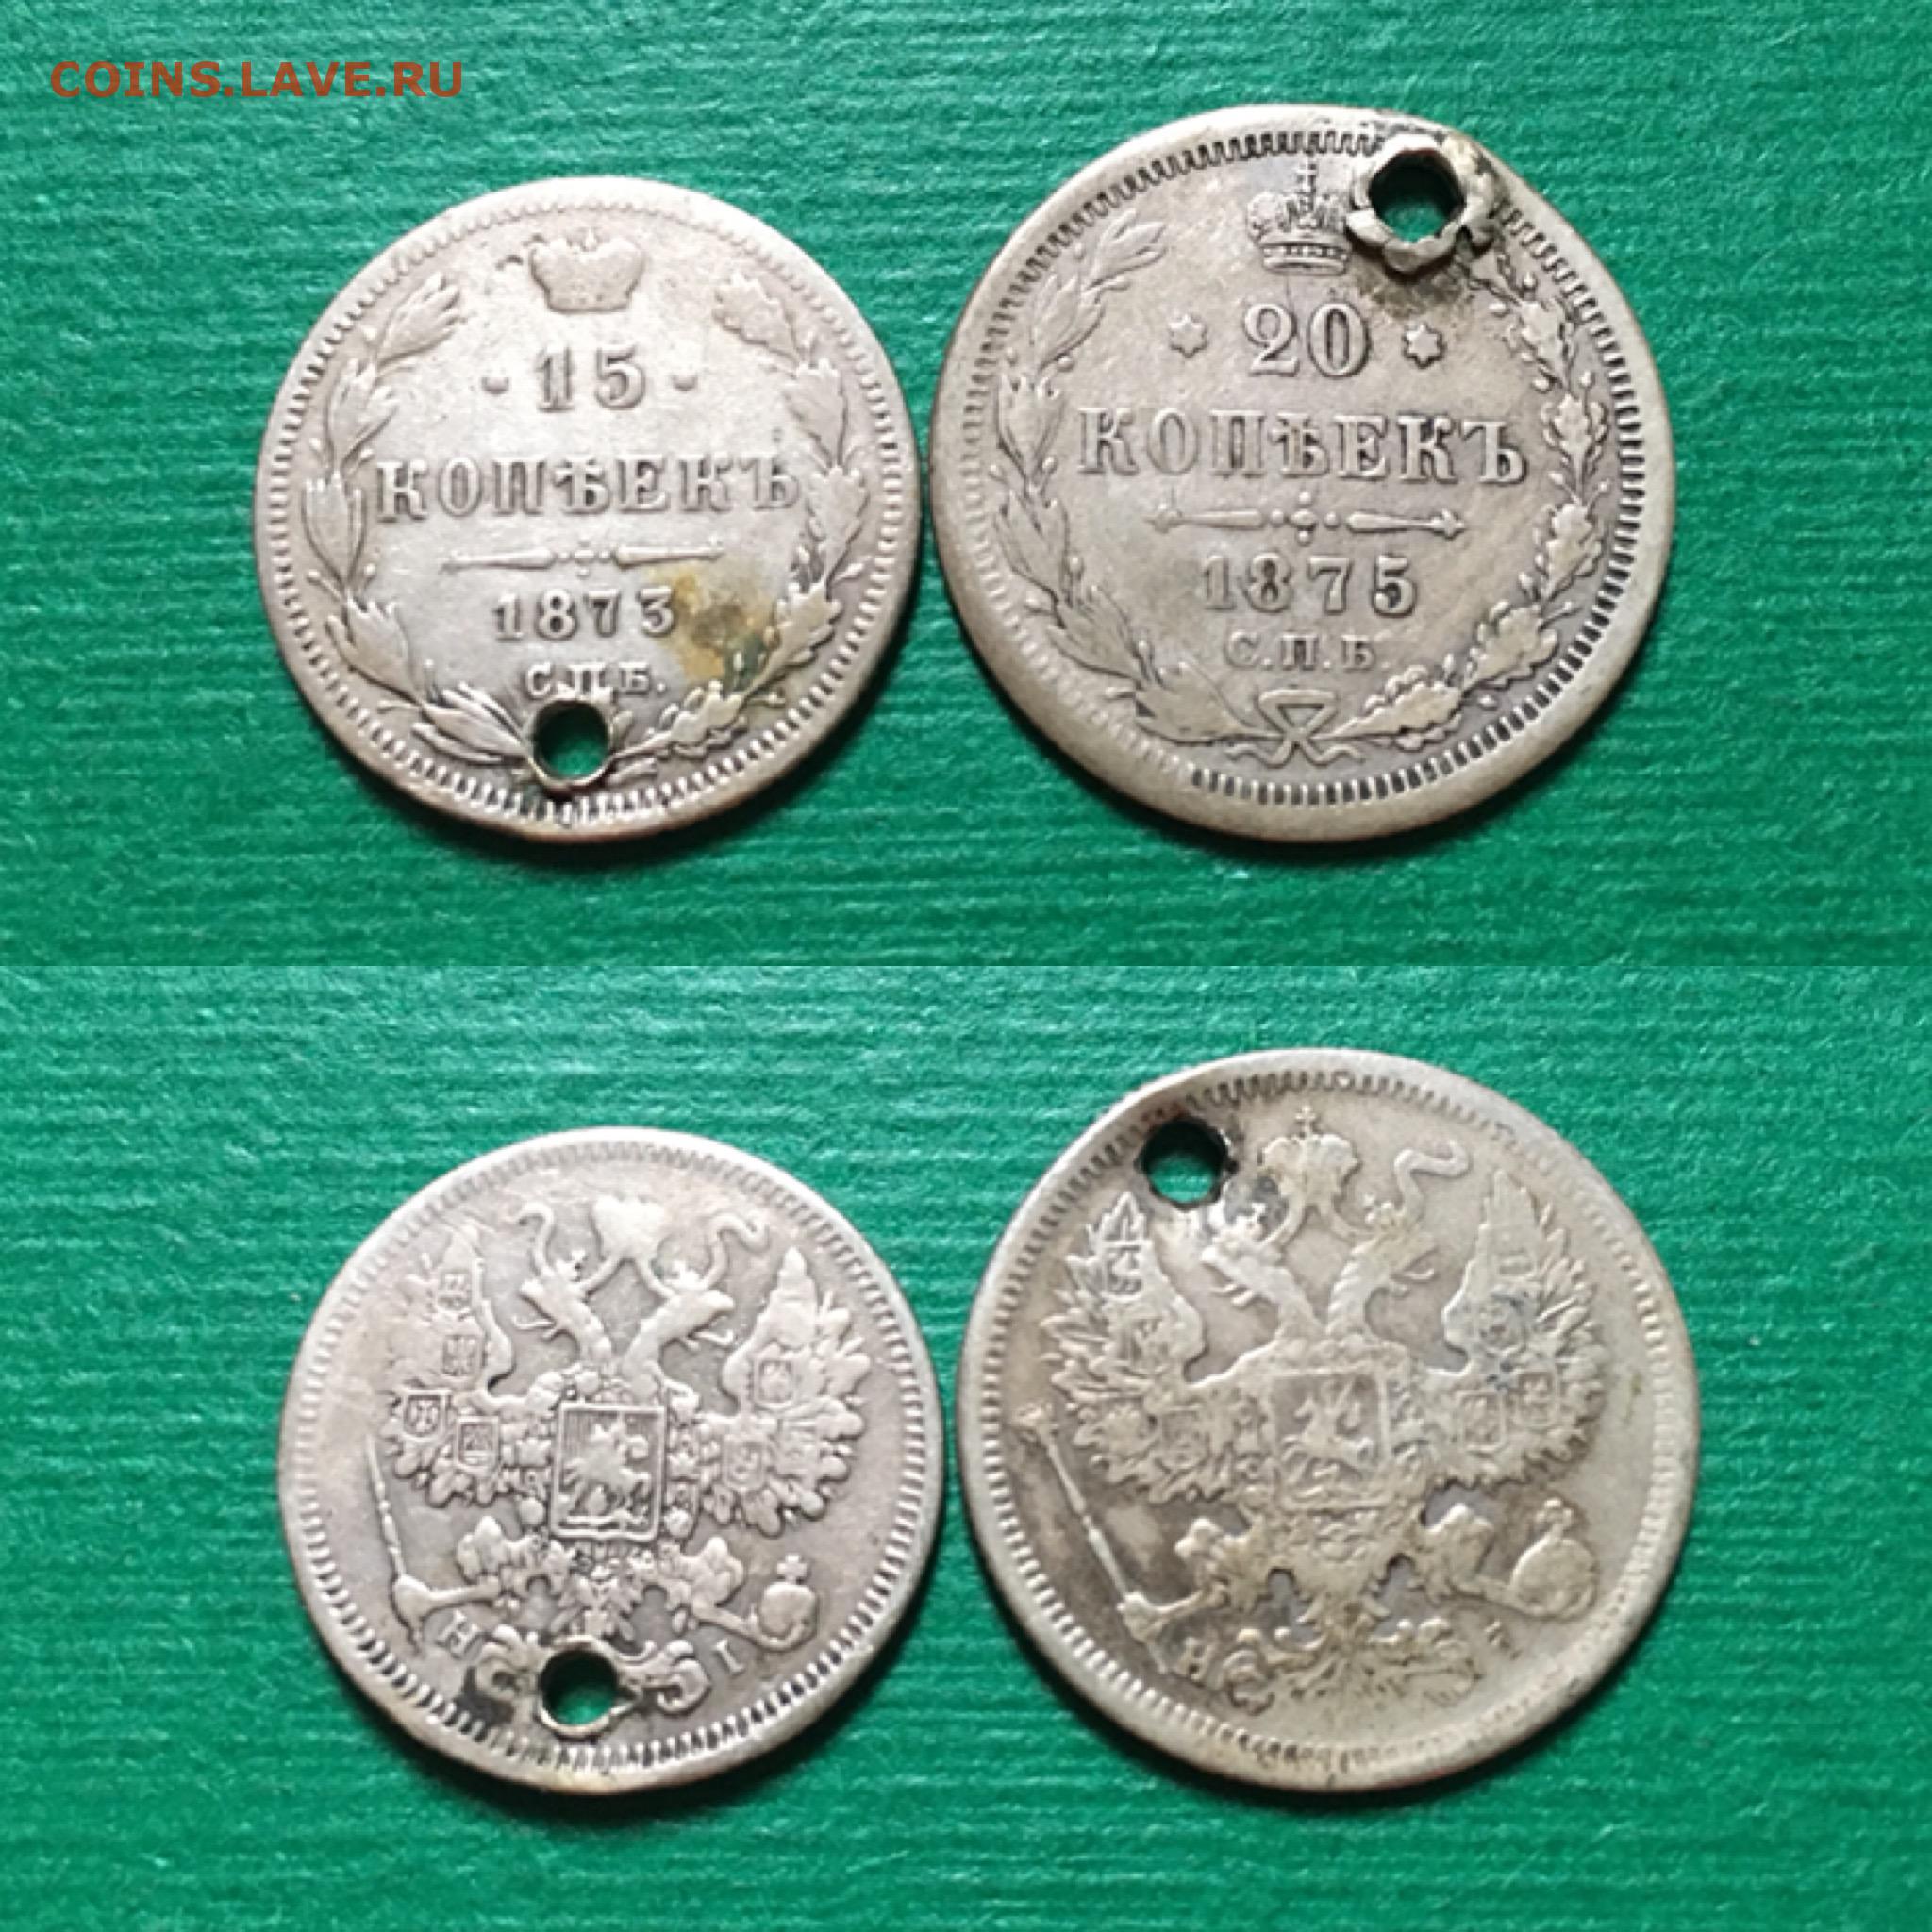 COINS.LAVE.RU
15
КОПѢЕКЪ
1873
С.П.Б.
20
КОПѢЕКЪ
1875
С.П.Б.
Н I
Н I